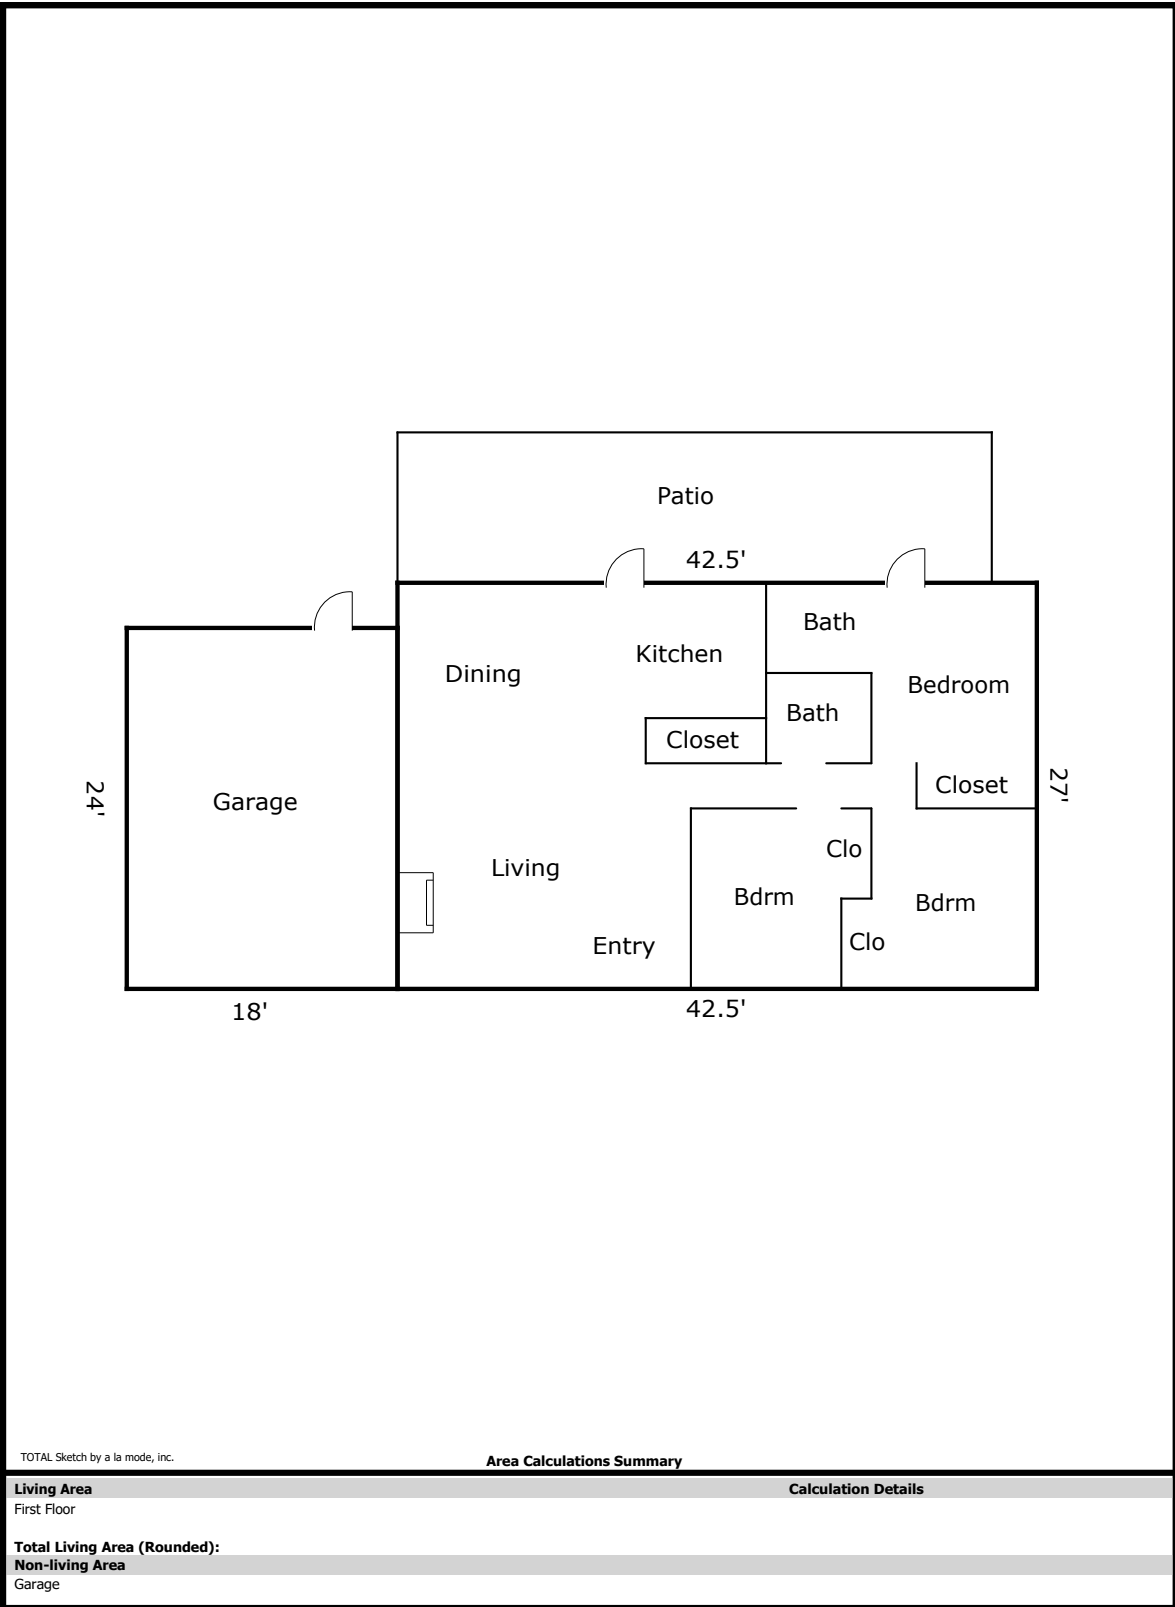 Patio
42.5'
Bath
Kitchen
Dining
Bedroom
Bath
Closet
24'
Garage
27'
Closet
Clo
Living
Bdrm
Bdrm
Clo
Entry
18'
42.5'
TOTAL Sketch by a la mode, inc.
Area Calculations Summary
Living Area
Calculation Details
First Floor
Total Living Area (Rounded):
Non-living Area
Garage